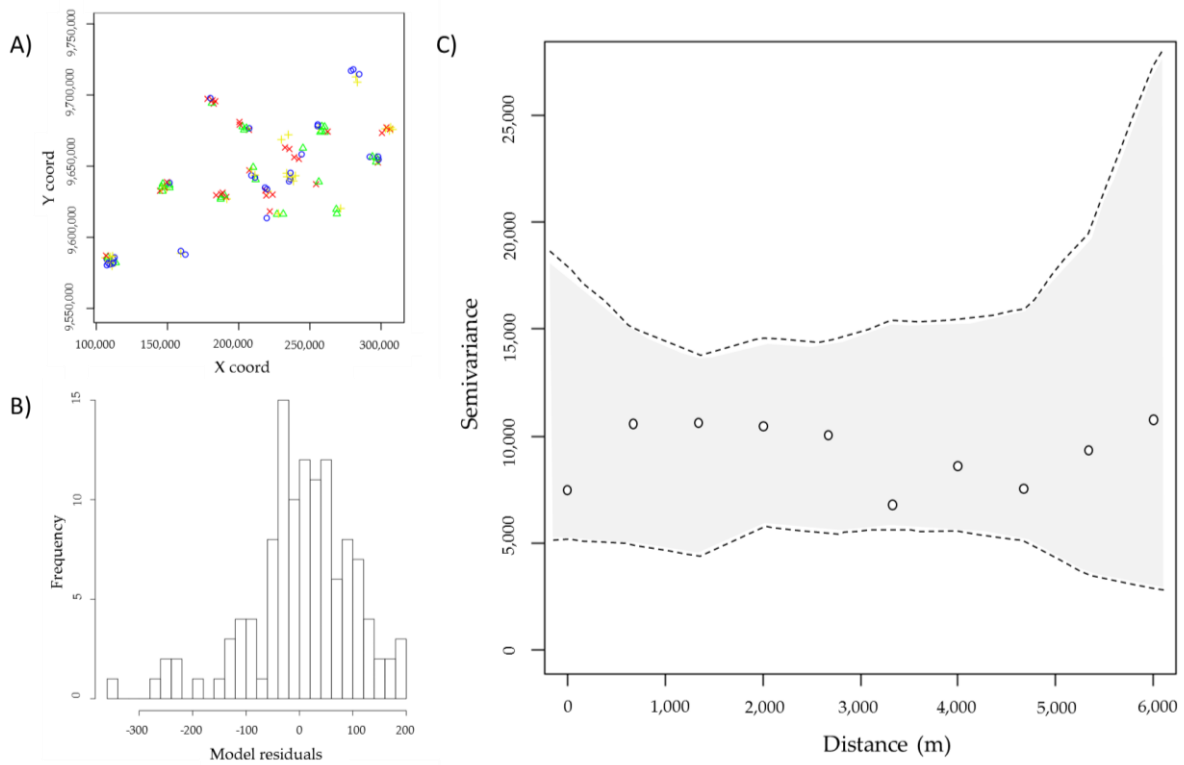 A)
9,750,000
9,700,000
9,650,000
9,600,000
9,550,000
Y coord
100,000 150,000 200,000 250,000 300,000
X coord
B)
15
10
5
0
Frequency
-300 -200 -100 0 100 200
Model residuals
C)
25,000
20,000
15,000
10,000
5,000
0
Semivariance
0 1,000 2,000 3,000 4,000 5,000 6,000
Distance (m)